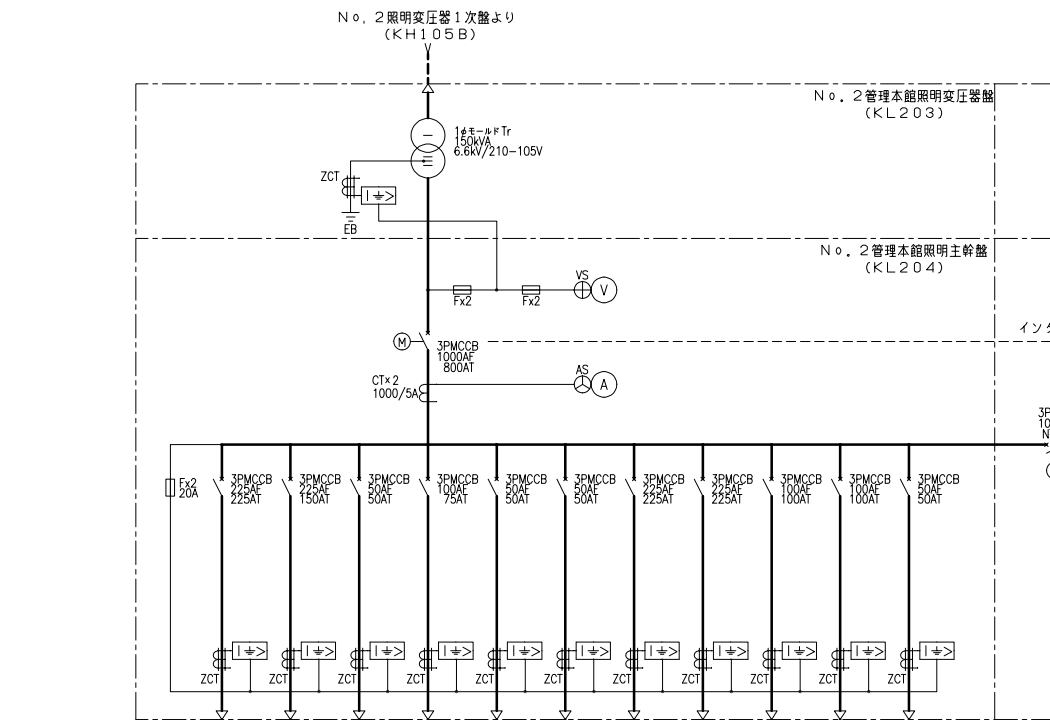 No. 2照明変圧器1次盤より
(KH105B)
No. 2管理本館照明変圧器盤
(KL203)
1φモールドTr
150kVA
6.6kV/210-105V
ZCT
EB
No. 2管理本館照明主幹盤
(KL204)
VS
V
Fx2
Fx2
M
3PMCCB
1000AF
800AT
CT×2
1000/5A
AS
A
Fx2
20A
3PMCCB
225AF
225AT
3PMCCB
225AF
150AT
3PMCCB
50AF
50AT
3PMCCB
100AF
75AT
3PMCCB
50AF
50AT
3PMCCB
50AF
50AT
3PMCCB
225AF
225AT
3PMCCB
225AF
225AT
3PMCCB
100AF
100AT
3PMCCB
100AF
100AT
3PMCCB
50AF
50AT
ZCT
ZCT
ZCT
ZCT
ZCT
ZCT
ZCT
ZCT
ZCT
ZCT
ZCT